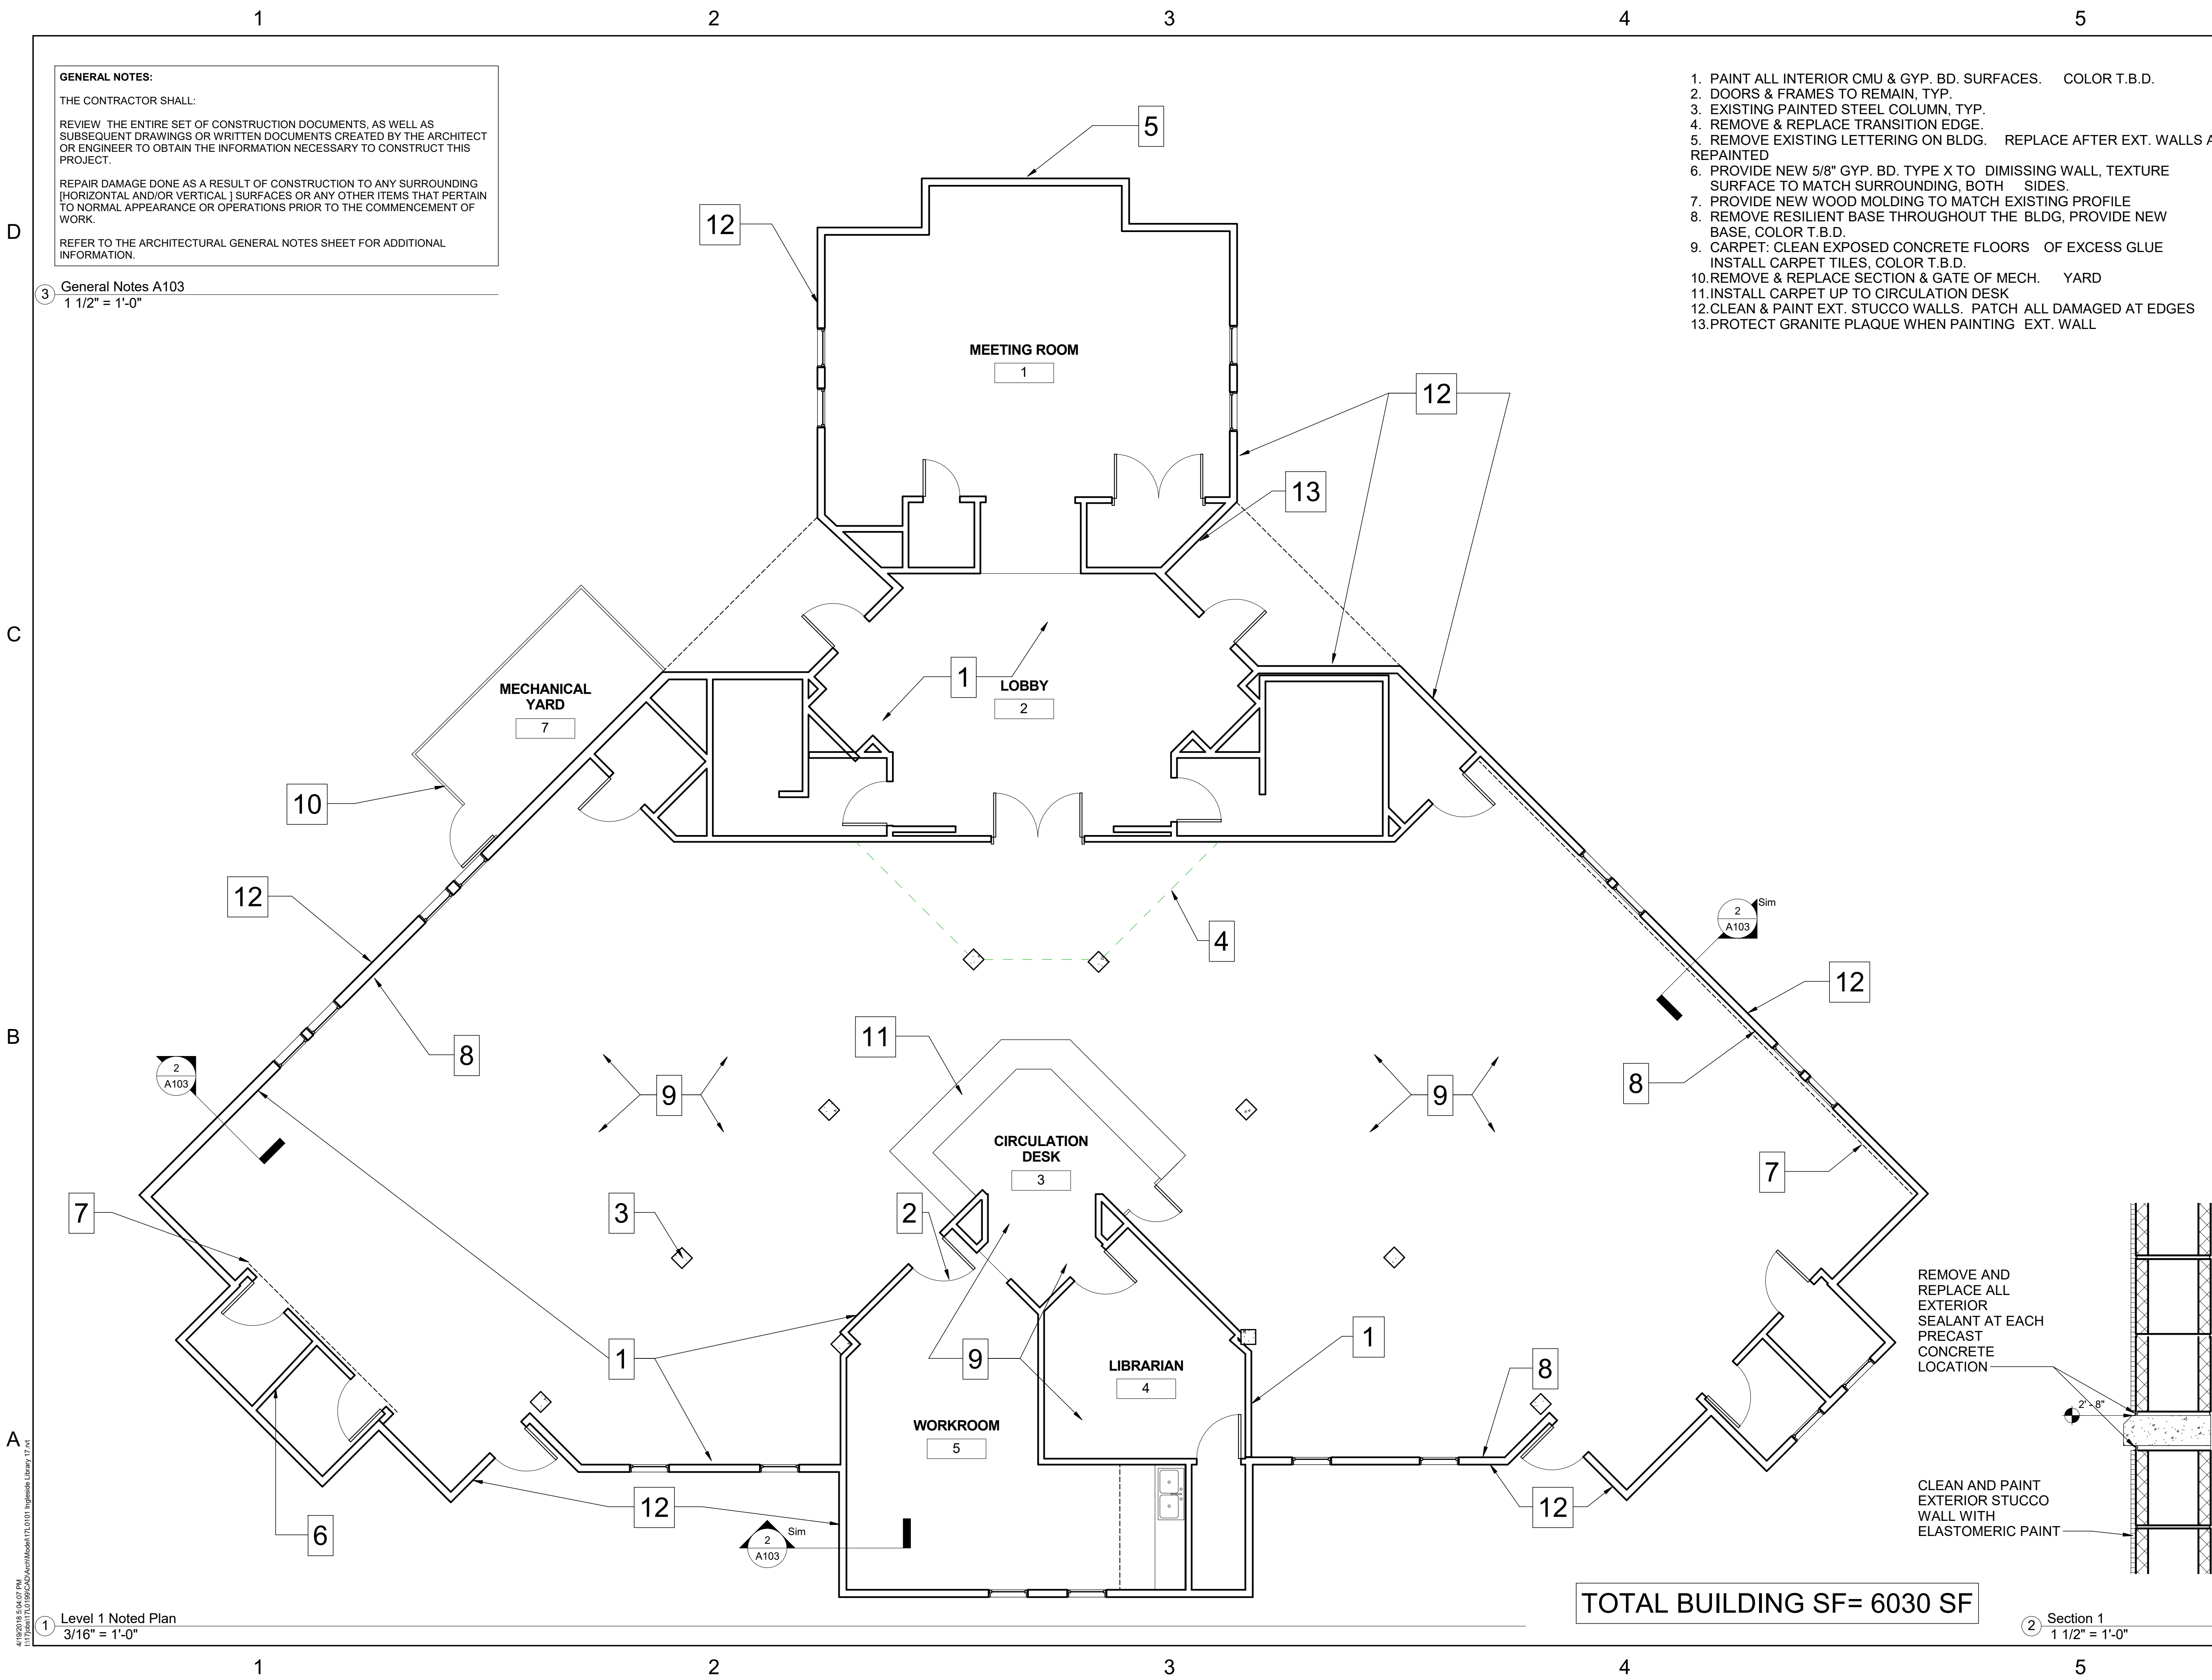 1 2 3 4 5
GENERAL NOTES:
THE CONTRACTOR SHALL:
REVIEW THE ENTIRE SET OF CONSTRUCTION DOCUMENTS, AS WELL AS
SUBSEQUENT DRAWINGS OR WRITTEN DOCUMENTS CREATED BY THE ARCHITECT
OR ENGINEER TO OBTAIN THE INFORMATION NECESSARY TO CONSTRUCT THIS
PROJECT.
REPAIR DAMAGE DONE AS A RESULT OF CONSTRUCTION TO ANY SURROUNDING
[HORIZONTAL AND/OR VERTICAL ] SURFACES OR ANY OTHER ITEMS THAT PERTAIN
TO NORMAL APPEARANCE OR OPERATIONS PRIOR TO THE COMMENCEMENT OF
WORK.
REFER TO THE ARCHITECTURAL GENERAL NOTES SHEET FOR ADDITIONAL
INFORMATION.
3 General Notes A103
1 1/2" = 1'-0"
1. PAINT ALL INTERIOR CMU & GYP. BD. SURFACES. COLOR T.B.D.
2. DOORS & FRAMES TO REMAIN, TYP.
3. EXISTING PAINTED STEEL COLUMN, TYP.
4. REMOVE & REPLACE TRANSITION EDGE.
5. REMOVE EXISTING LETTERING ON BLDG. REPLACE AFTER EXT. WALLS
REPAINTED
6. PROVIDE NEW 5/8" GYP. BD. TYPE X TO DIMISSING WALL, TEXTURE
SURFACE TO MATCH SURROUNDING, BOTH SIDES.
7. PROVIDE NEW WOOD MOLDING TO MATCH EXISTING PROFILE
8. REMOVE RESILIENT BASE THROUGHOUT THE BLDG, PROVIDE NEW
BASE, COLOR T.B.D.
9. CARPET: CLEAN EXPOSED CONCRETE FLOORS OF EXCESS GLUE
INSTALL CARPET TILES, COLOR T.B.D.
10.REMOVE & REPLACE SECTION & GATE OF MECH. YARD
11.INSTALL CARPET UP TO CIRCULATION DESK
12.CLEAN & PAINT EXT. STUCCO WALLS. PATCH ALL DAMAGED AT EDGES
13.PROTECT GRANITE PLAQUE WHEN PAINTING EXT. WALL
D
5
12
MEETING ROOM
1
12
13
C
1
LOBBY
2
MECHANICAL
YARD
7
10
12
4
2
A103
Sim
12
B
11
8
2
A103
9
9
8
CIRCULATION
DESK
3
7
7
3
2
1
9
1
LIBRARIAN
4
8
WORKROOM
5
A
12
12
6
2
A103
Sim
REMOVE AND
REPLACE ALL
EXTERIOR
SEALANT AT EACH
PRECAST
CONCRETE
LOCATION
2' - 8"
CLEAN AND PAINT
EXTERIOR STUCCO
WALL WITH
ELASTOMERIC PAINT
TOTAL BUILDING SF= 6030 SF
4/19/2018 5:04:07 PM
1 Level 1 Noted Plan
3/16" = 1'-0"
2 Section 1
1 1/2" = 1'-0"
1 2 3 4 5